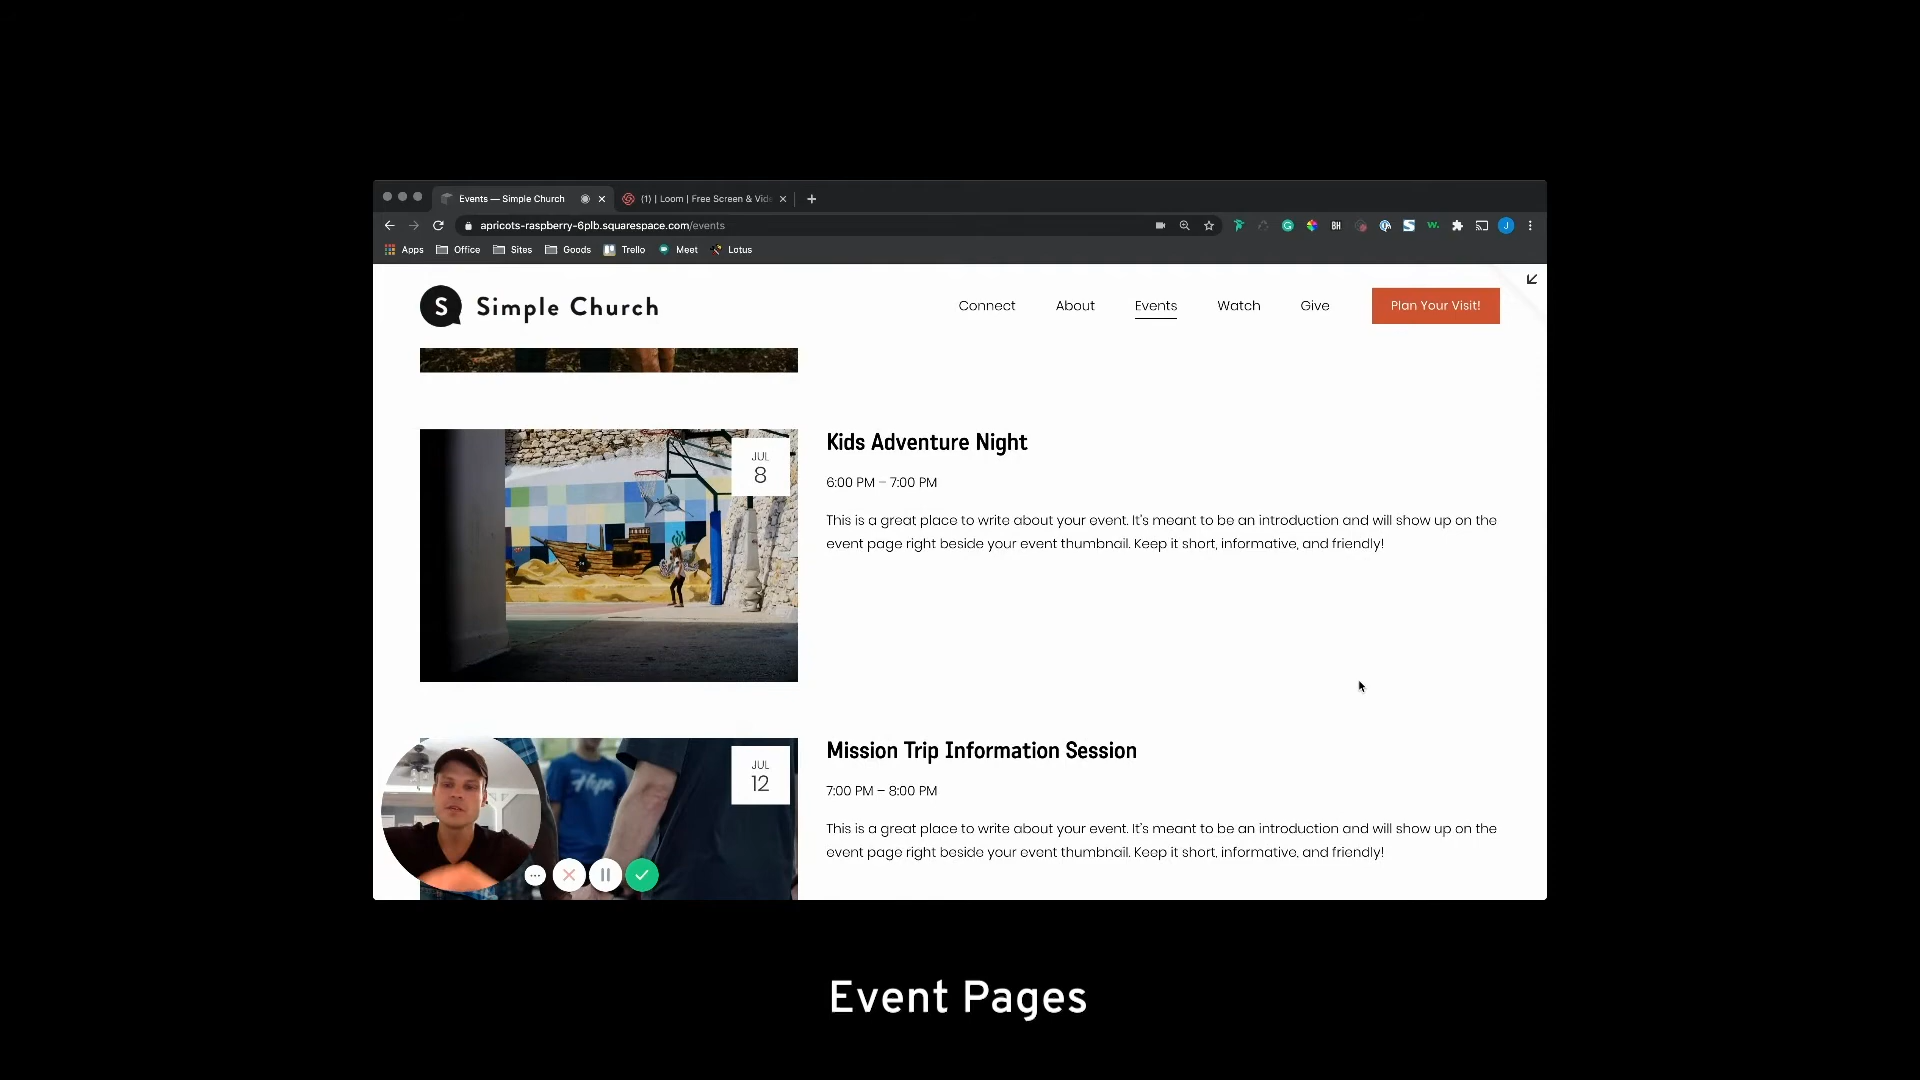 Events — Simple Church
(1) | Loom | Free Screen & Vid
apricots-raspberry-6plb.squarespace.com/events
Apps
Office
Sites
Goods
Trello
Meet
Lotus
S
Simple Church
Connect
About
Events
Watch
Give
Plan Your Visit!
JUL
8
Kids Adventure Night
6:00 PM – 7:00 PM
This is a great place to write about your event. It's meant to be an introduction and will show up on the
event page right beside your event thumbnail. Keep it short, informative, and friendly!
Hope
JUL
12
Mission Trip Information Session
7:00 PM – 8:00 PM
This is a great place to write about your event. It's meant to be an introduction and will show up on the
event page right beside your event thumbnail. Keep it short, informative, and friendly!
Event Pages